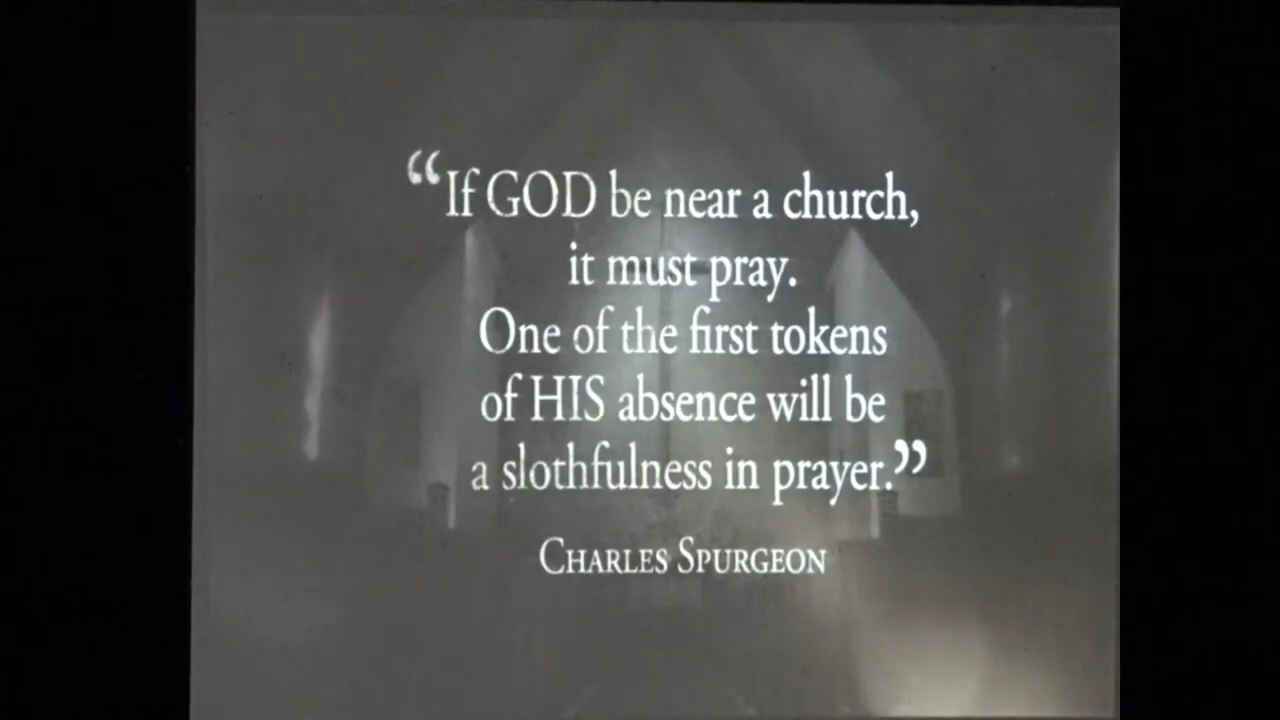 “If GOD be near a church,
it must pray.
One of the first tokens
of HIS absence will be
a slothfulness in prayer.”
CHARLES SPURGEON